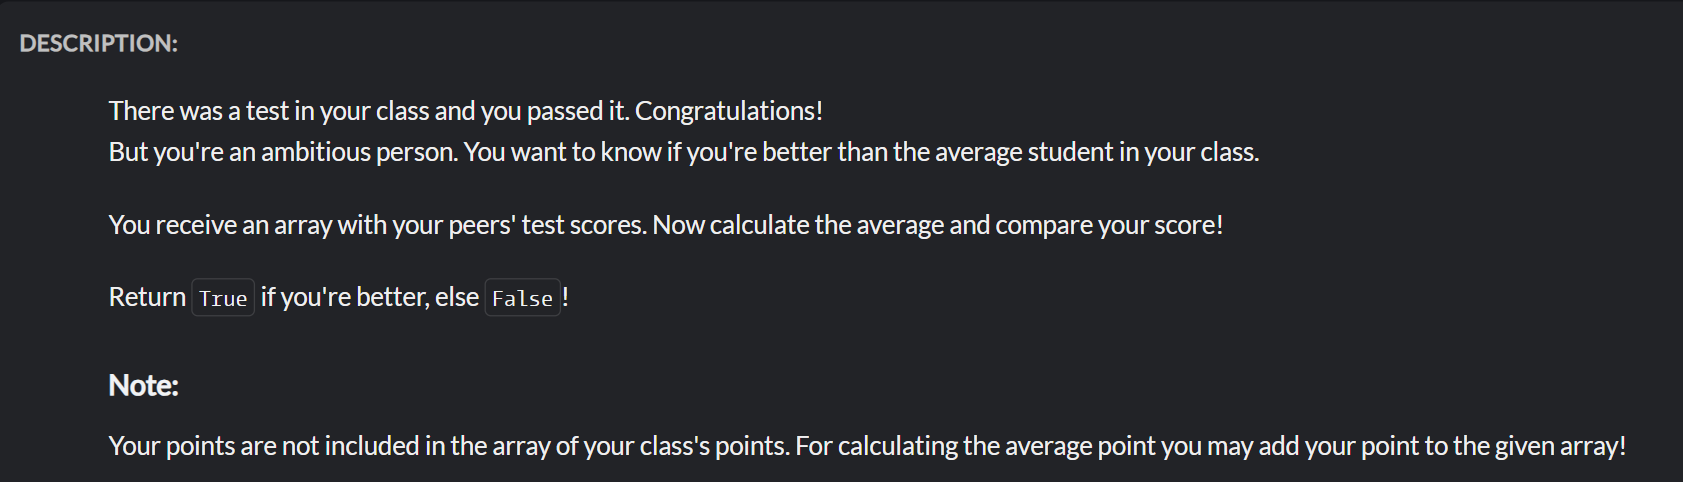 DESCRIPTION:
There was a test in your class and you passed it. Congratulations!
But you're an ambitious person. You want to know if you're better than the average student in your class.
You receive an array with your peers' test scores. Now calculate the average and compare your score!
Return True if you're better, else False!
Note:
Your points are not included in the array of your class's points. For calculating the average point you may add your point to the given array!